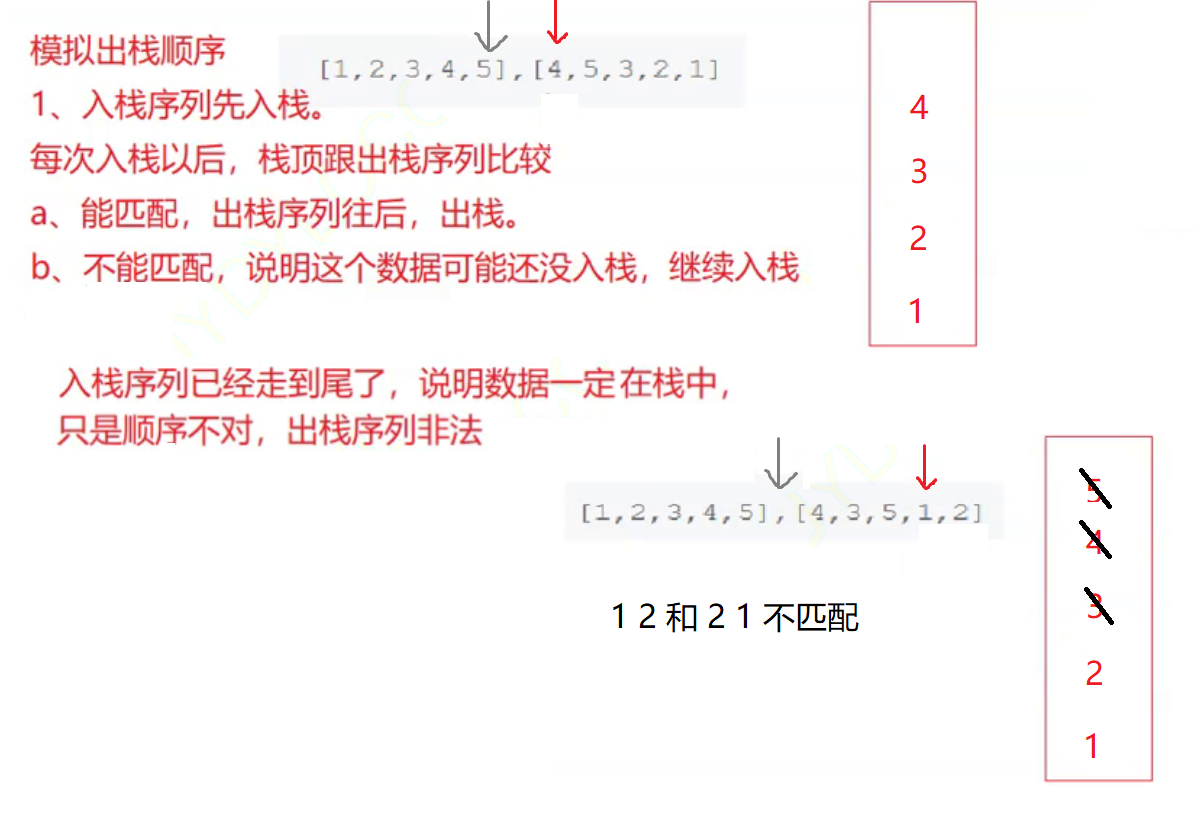 模拟出栈顺序
[1,2,3,4,5],[4,5,3,2,1]
1、入栈序列先入栈。
每次入栈以后，栈顶跟出栈序列比较
a、能匹配，出栈序列往后，出栈。
b、不能匹配，说明这个数据可能还没入栈，继续入栈
4
3
2
1
入栈序列已经走到尾了，说明数据一定在栈中，
只是顺序不对，出栈序列非法
[1,2,3,4,5],[4,3,5,1,2]
1 2 和 2 1 不匹配
5
4
3
2
1